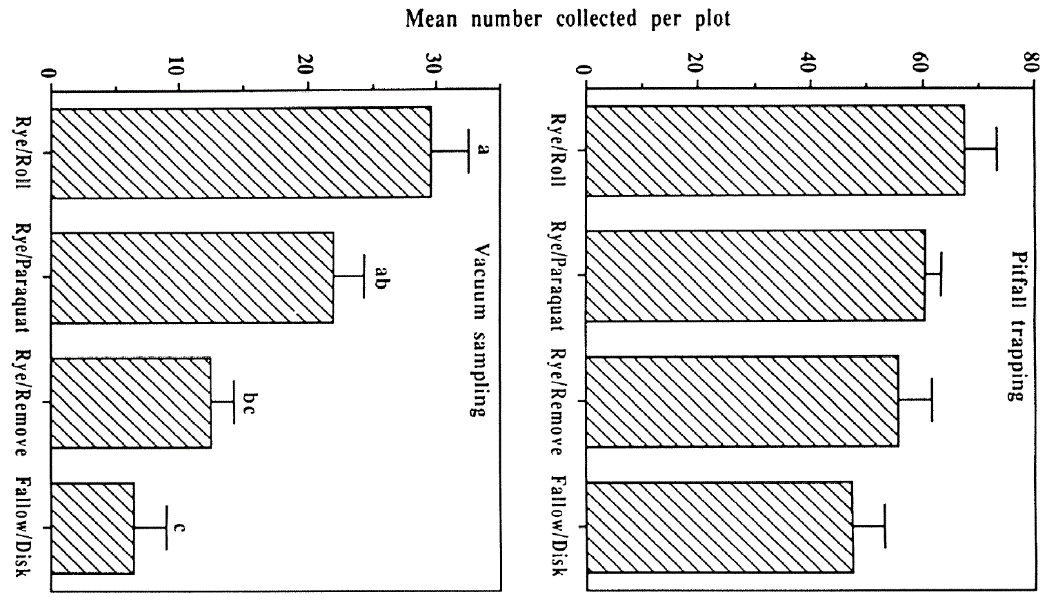 Mean number collected per plot
Pitfall trapping
80
60
40
20
0
Rye/Roll Rye/Paraquat Rye/Remove Fallow/Disk
Vacuum sampling
30
20
10
0
a
ab
bc
c
Rye/Roll Rye/Paraquat Rye/Remove Fallow/Disk